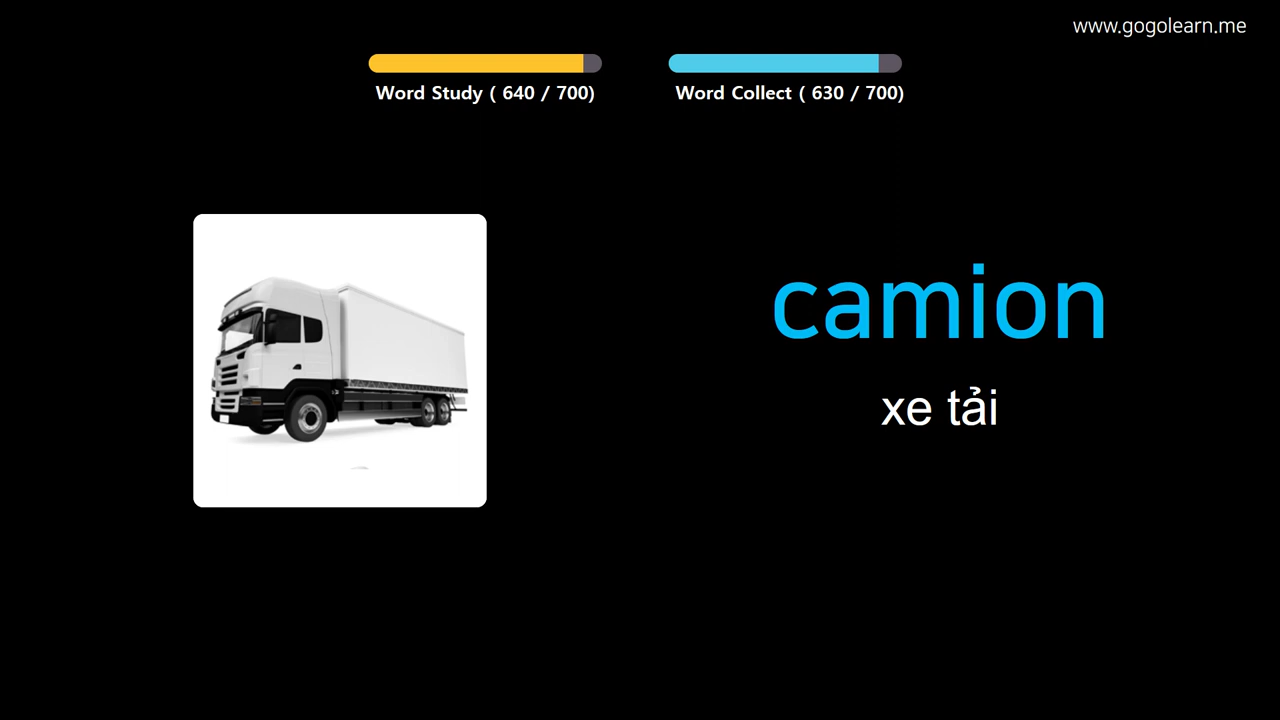 www.gogolearn.me
Word Study ( 640 / 700)
Word Collect ( 630 / 700)
camion
xe tải